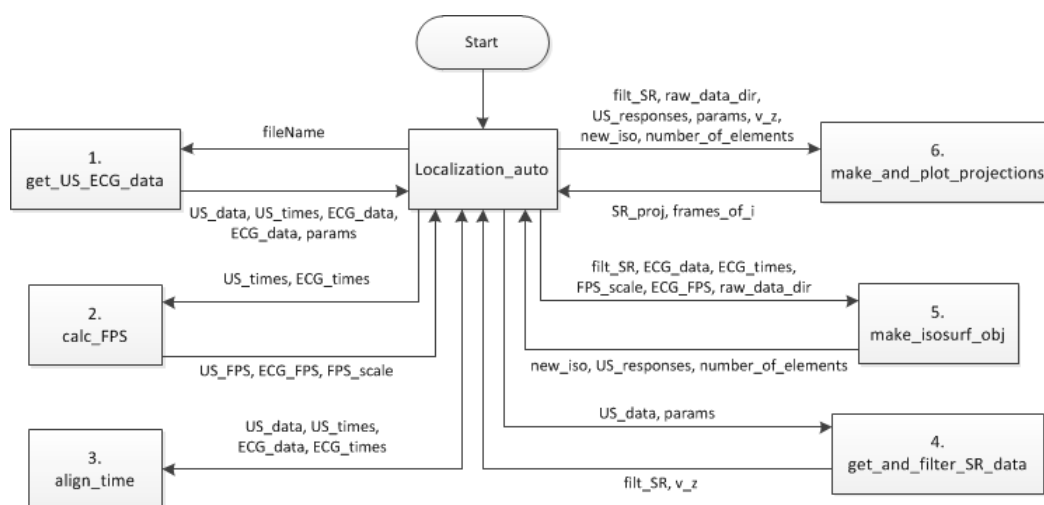 Start
fileName
1.
get_US_ECG_data
US_data, US_times, ECG_data,
ECG_data, params
Localization_auto
filt_SR, raw_data_dir,
US_responses, params, v_z,
new_iso, number_of_elements
6.
make_and_plot_projections
SR_proj, frames_of_i
US_times, ECG_times
2.
calc_FPS
US_FPS, ECG_FPS, FPS_scale
filt_SR, ECG_data, ECG_times,
FPS_scale, ECG_FPS, raw_data_dir
5.
make_isosurf_obj
new_iso, US_responses, number_of_elements
US_data, US_times,
ECG_data, ECG_times
3.
align_time
US_data, params
4.
get_and_filter_SR_data
filt_SR, v_z